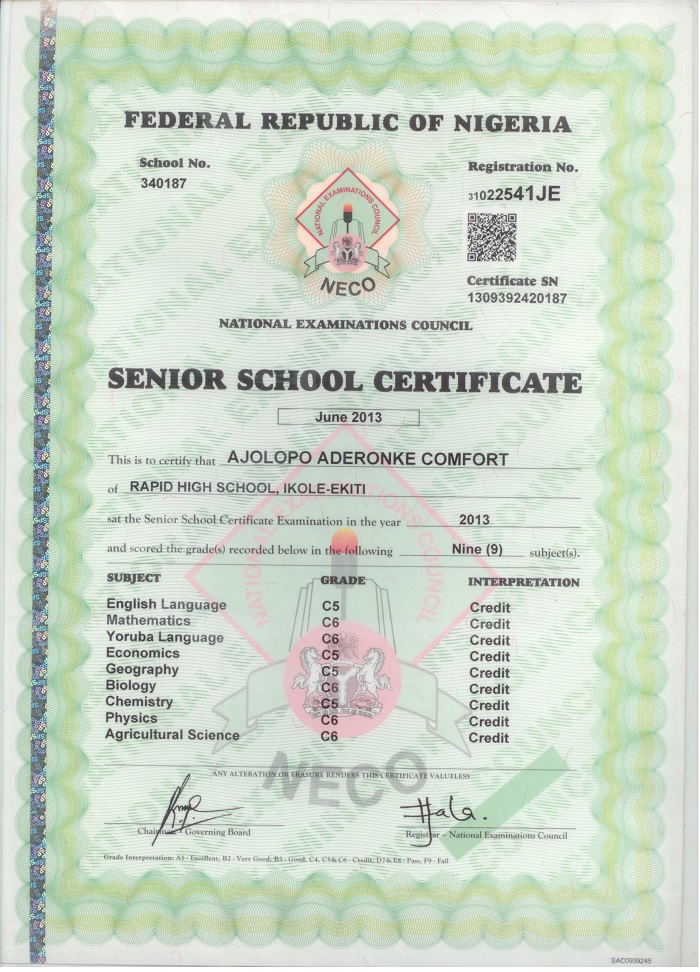 FEDERAL REPUBLIC OF NIGERIA
School No.
340187
Registration No.
31022541JE
NATIONAL EXAMINATIONS COUNCIL
NECO
Certificate SN
1309392420187
NATIONAL EXAMINATIONS COUNCIL
SENIOR SCHOOL CERTIFICATE
June 2013
This is to certify that AJOLOPO ADERONKE COMFORT
of RAPID HIGH SCHOOL, IKOLE-EKITI
sat the Senior School Certificate Examination in the year 2013
and scored the grade(s) recorded below in the following Nine (9) subject(s).
SUBJECT GRADE INTERPRETATION
English Language C5 Credit
Mathematics C6 Credit
Yoruba Language C6 Credit
Economics C5 Credit
Geography C5 Credit
Biology C6 Credit
Chemistry C5 Credit
Physics C6 Credit
Agricultural Science C6 Credit
NATIONAL EXAMINATIONS COUNCIL
NECO
ANY ALTERATION OR ERASURE RENDERS THIS CERTIFICATE VALUELESS
Chairman - Governing Board
Registrar - National Examinations Council
Grade Interpretation: A1 - Excellent, B2 - Very Good, B3 - Good, C4, C5 & C6 - Credit, D7 & E8 - Pass, F9 - Fail
SAC0939245